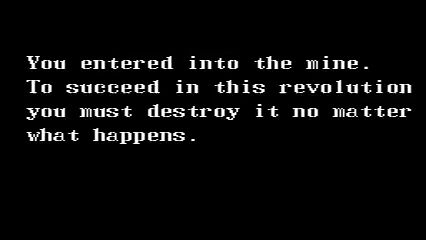 You entered into the mine.
To succeed in this revolution
you must destroy it no matter
what happens.